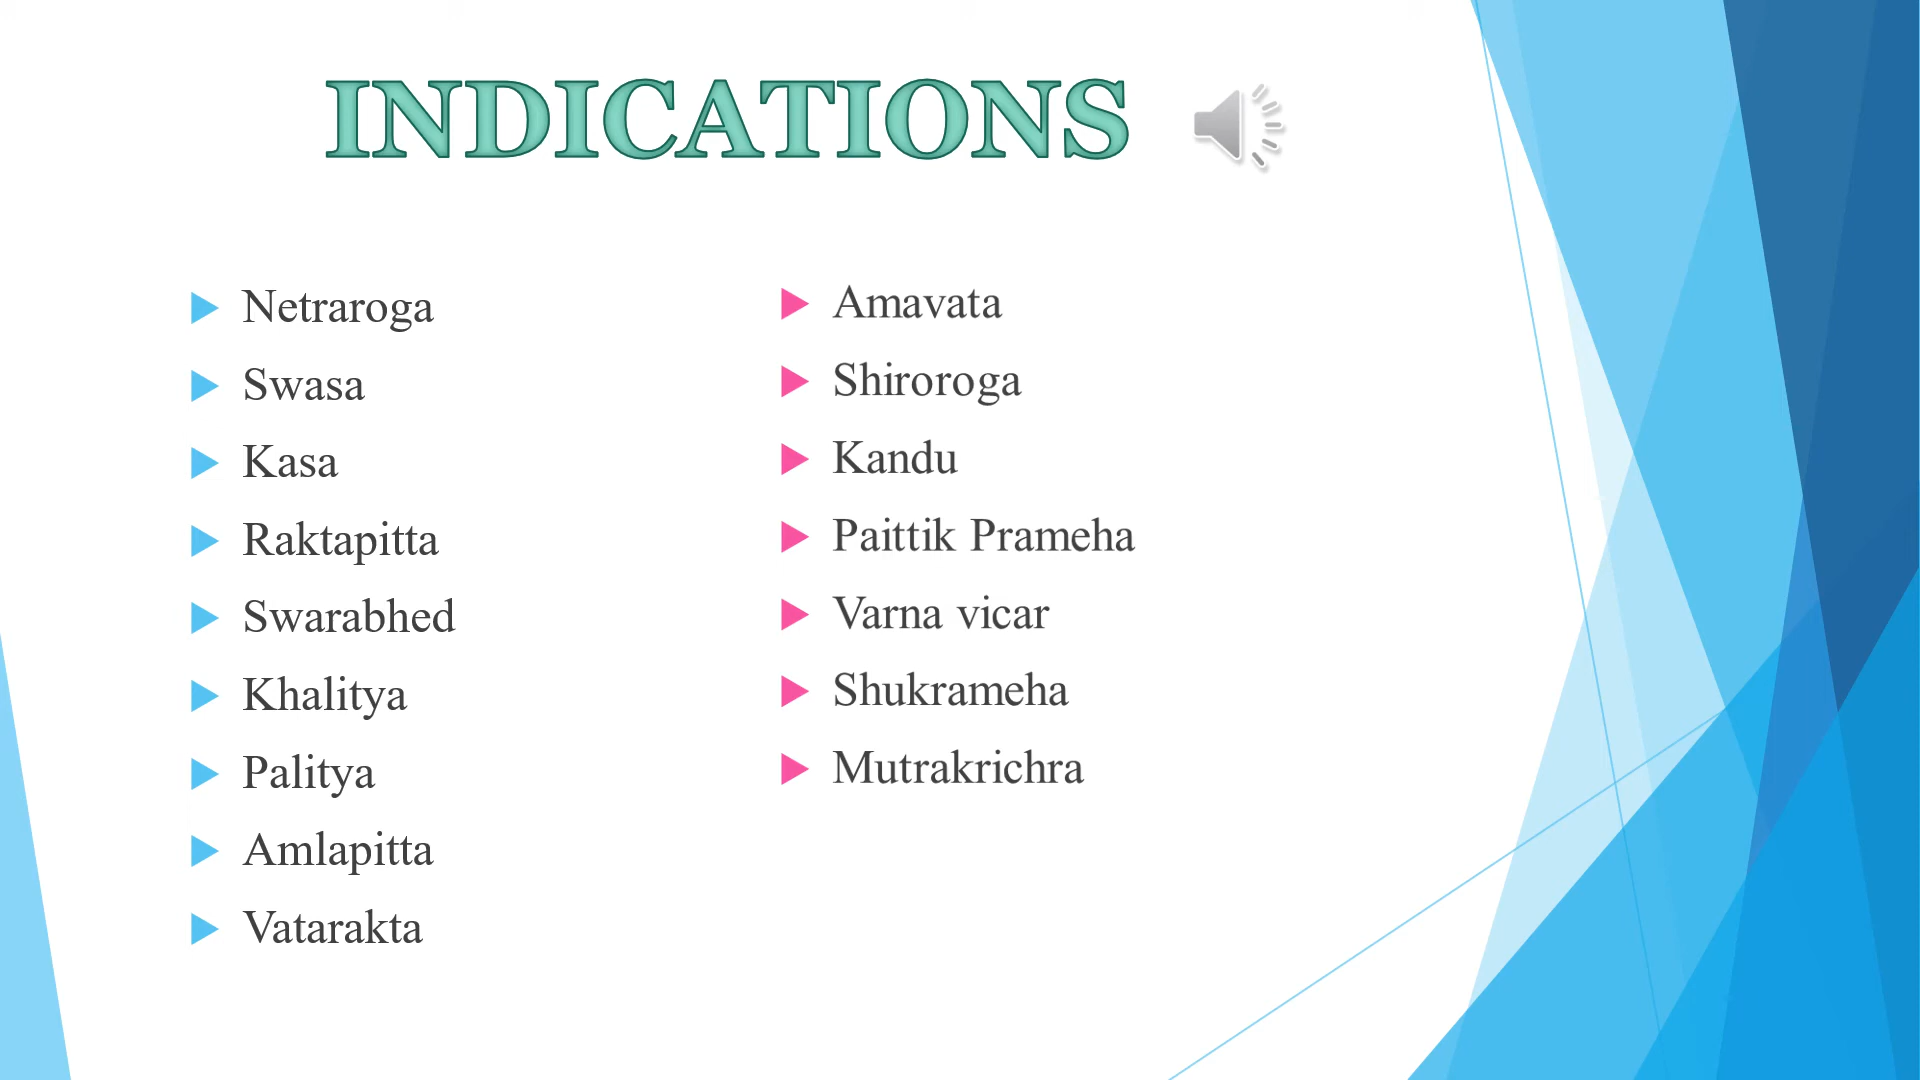 INDICATIONS
Netraroga
Swasa
Kasa
Raktapitta
Swarabhed
Khalitya
Palitya
Amlapitta
Vatarakta
Amavata
Shiroroga
Kandu
Paittik Prameha
Varna vicar
Shukrameha
Mutrakrichra